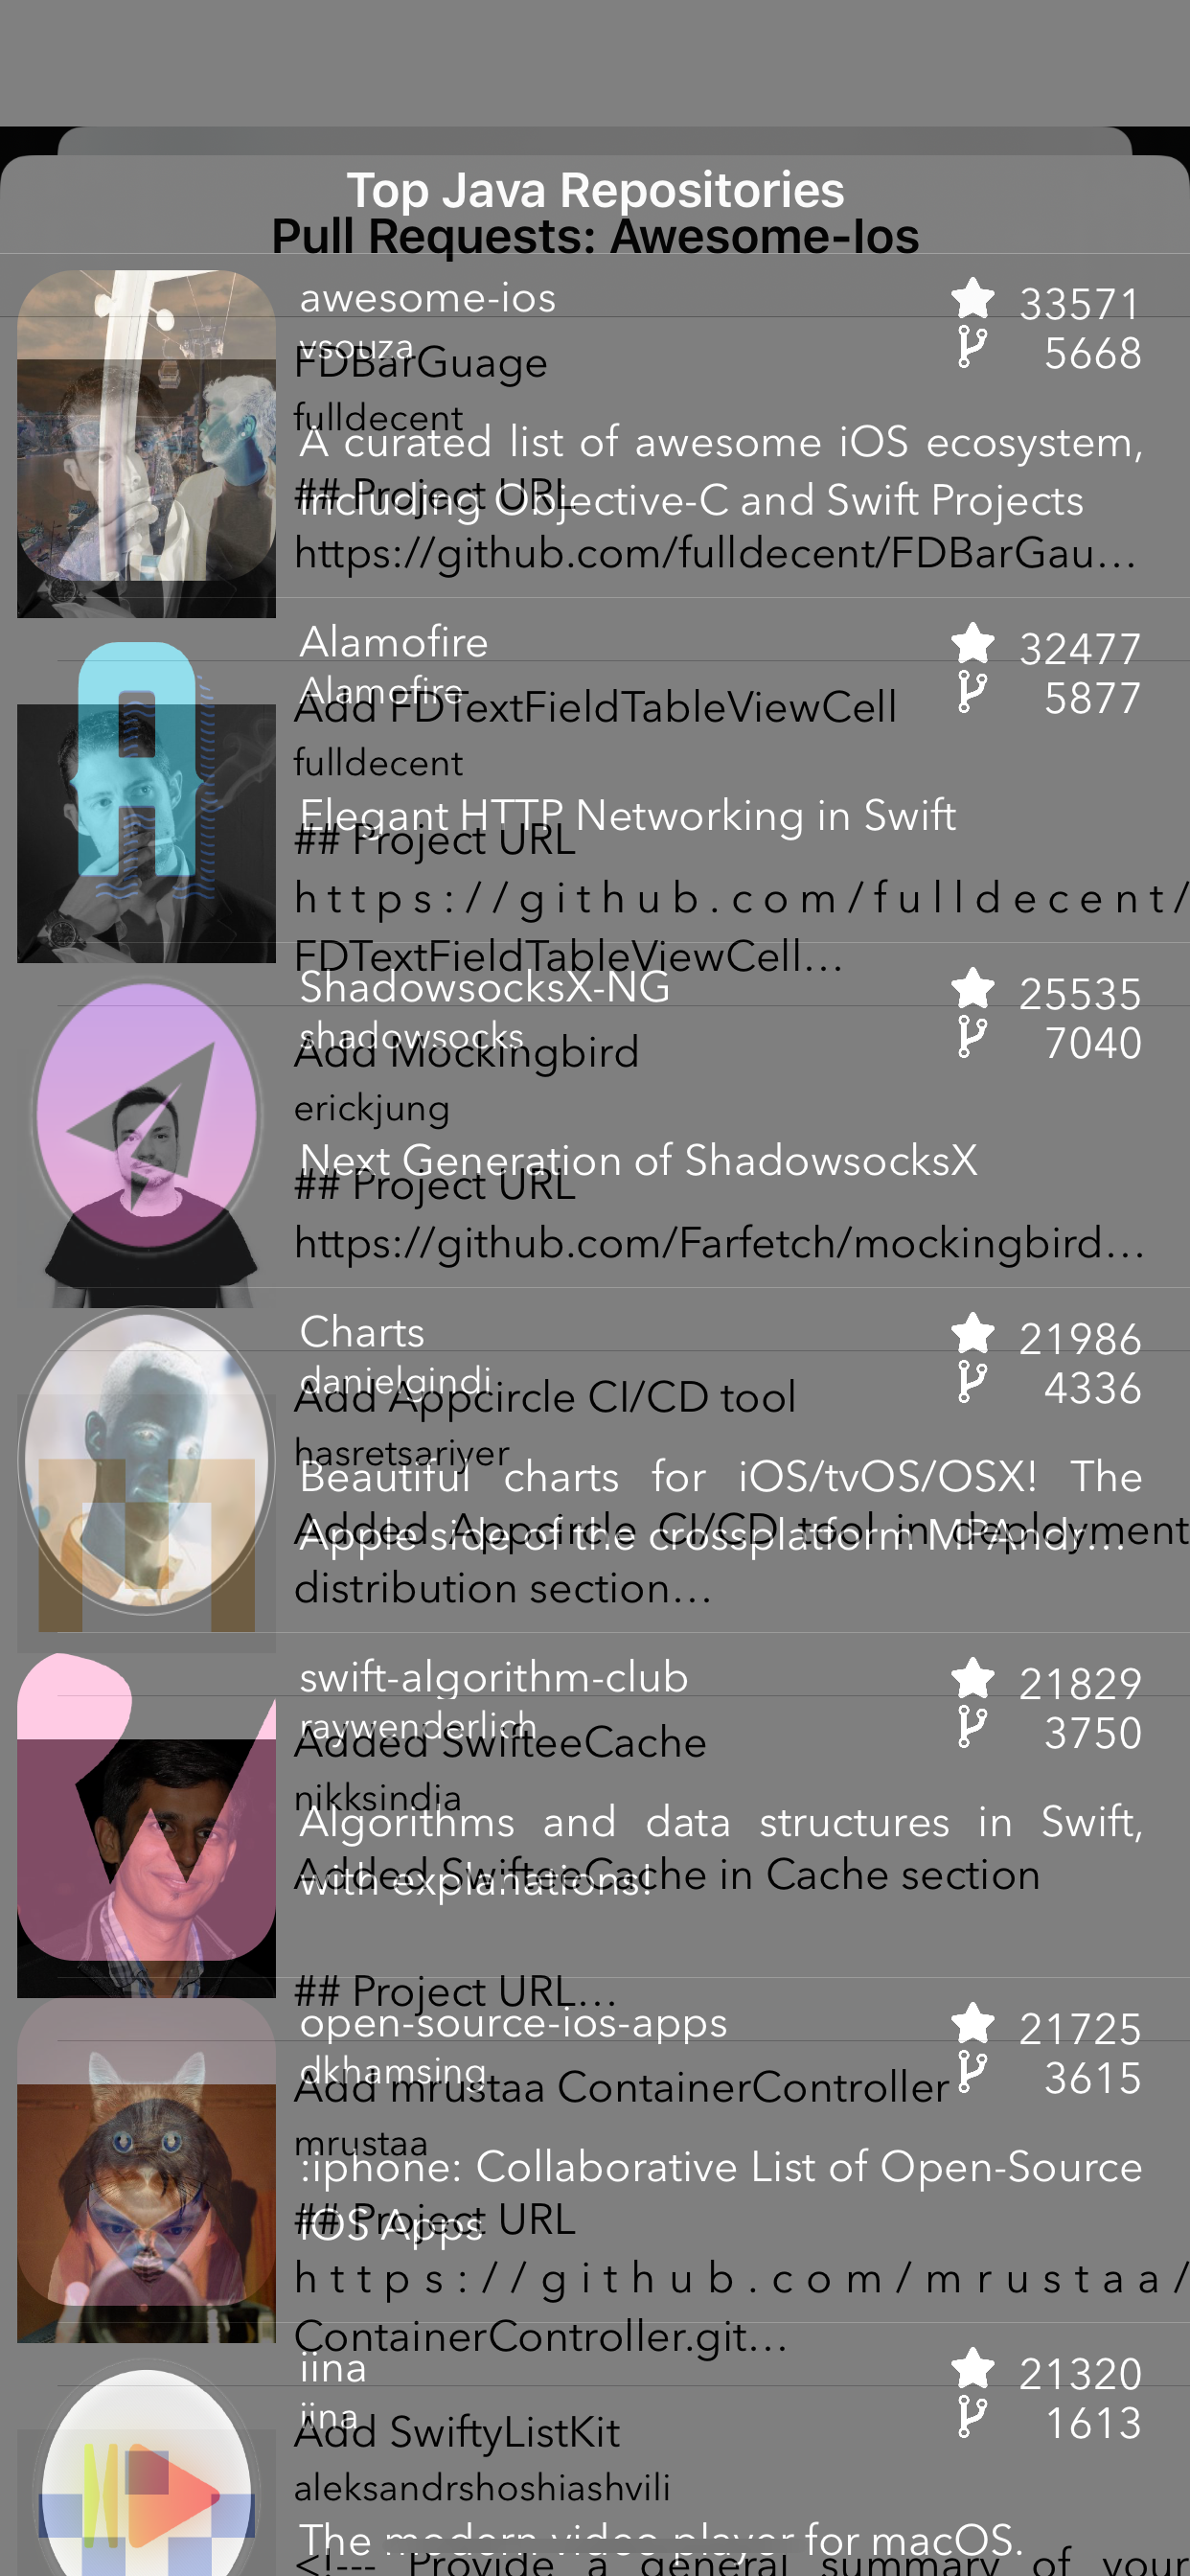 Top Java Repositories
Pull Requests: Awesome-Ios
awesome-ios
33571
vsouza
5668
FDBarGuage
fulldecent
A curated list of awesome iOS ecosystem,
## Project URL
including Objective-C and Swift Projects
https://github.com/fulldecent/FDBarGau…
Alamofire
32477
Alamofire
5877
Add FDTextFieldTableViewCell
fulldecent
Elegant HTTP Networking in Swift
## Project URL
https://github.com/fulldecent/
FDTextFieldTableViewCell…
ShadowsocksX-NG
25535
shadowsocks
7040
Add Mockingbird
erickjung
Next Generation of ShadowsocksX
## Project URL
https://github.com/Farfetch/mockingbird…
Charts
21986
danielgindi
4336
Add Appcircle CI/CD tool
hasretsariyer
Beautiful charts for iOS/tvOS/OSX! The
Added Appcircle CI/CD tool in deployment
Apple side of the crossplatform MPAndr…
distribution section…
swift-algorithm-club
21829
raywenderlich
3750
Added SwifteeCache
nikksindia
Algorithms and data structures in Swift,
Added SwifteeCache in Cache section
with explanations!
## Project URL…
open-source-ios-apps
21725
dkhamsing
3615
Add mrustaa ContainerController
mrustaa
:iphone: Collaborative List of Open-Source
## Project URL
iOS Apps
https://github.com/mrustaa/
ContainerController.git…
iina
21320
iina
1613
Add SwiftyListKit
aleksandrshoshiashvili
The modern video player for macOS.
<!--- Provide a general summary of your